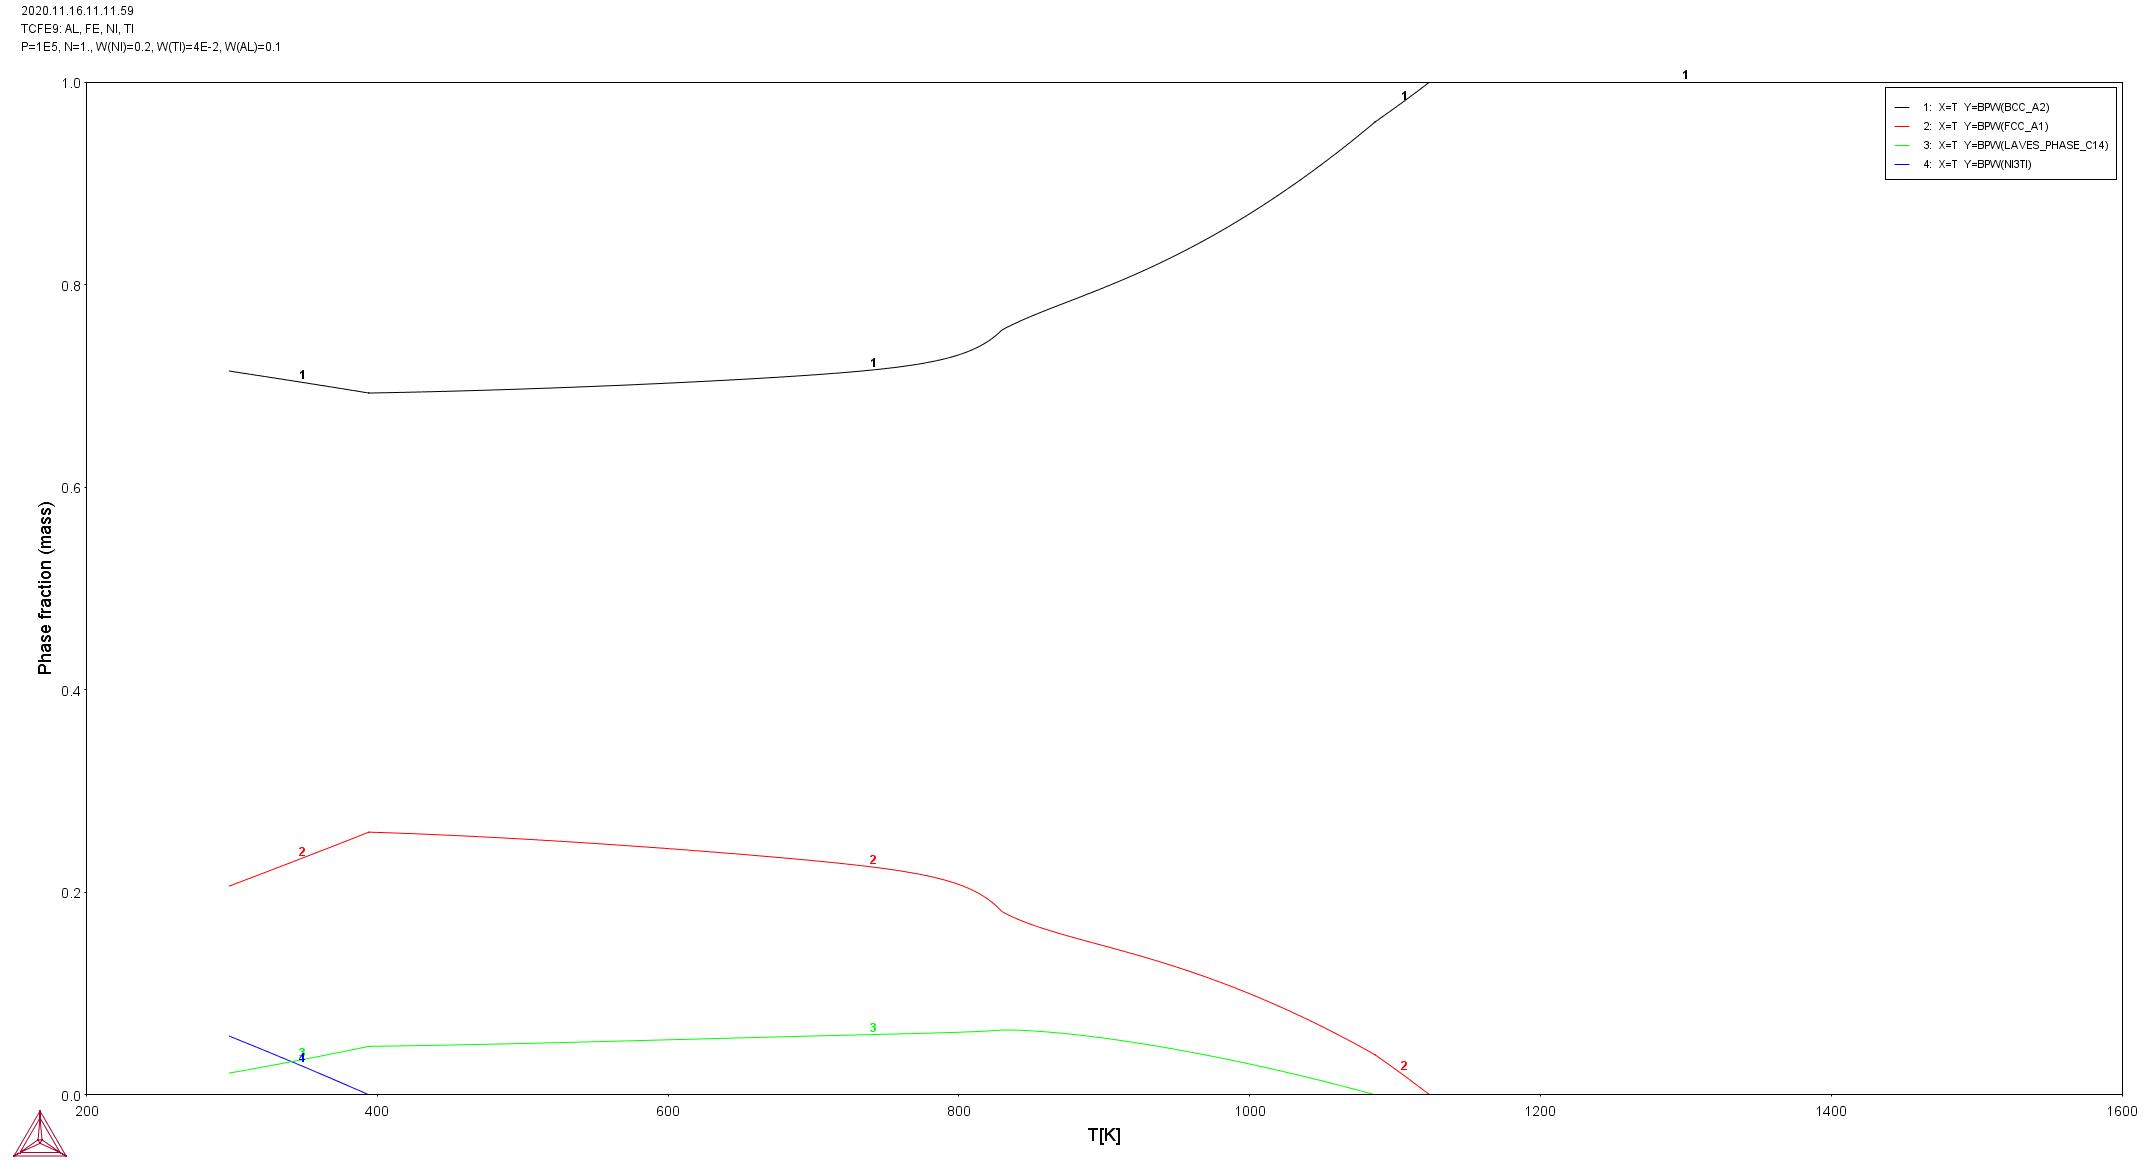 2020.11.16.11.11.59
TCFE9: AL, FE, NI, TI
P=1E5, N=1., W(NI)=0.2, W(TI)=4E-2, W(AL)=0.1
1
1: X=T Y=BPW(BCC_A2)
2: X=T Y=BPW(FCC_A1)
3: X=T Y=BPW(LAVES_PHASE_C14)
4: X=T Y=BPW(NI3TI)
1.0
1
0.8
1
1
0.6
Phase fraction (mass)
0.4
2
2
0.2
3
3
4
2
0.0
200 400 600 800 1000 1200 1400 1600
T[K]